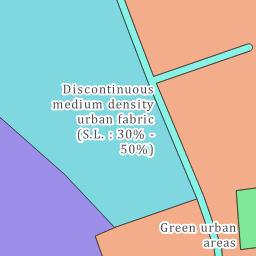 Discontinuous
medium density
urban fabric
(S.L. : 30% -
50%)
Green urban
areas